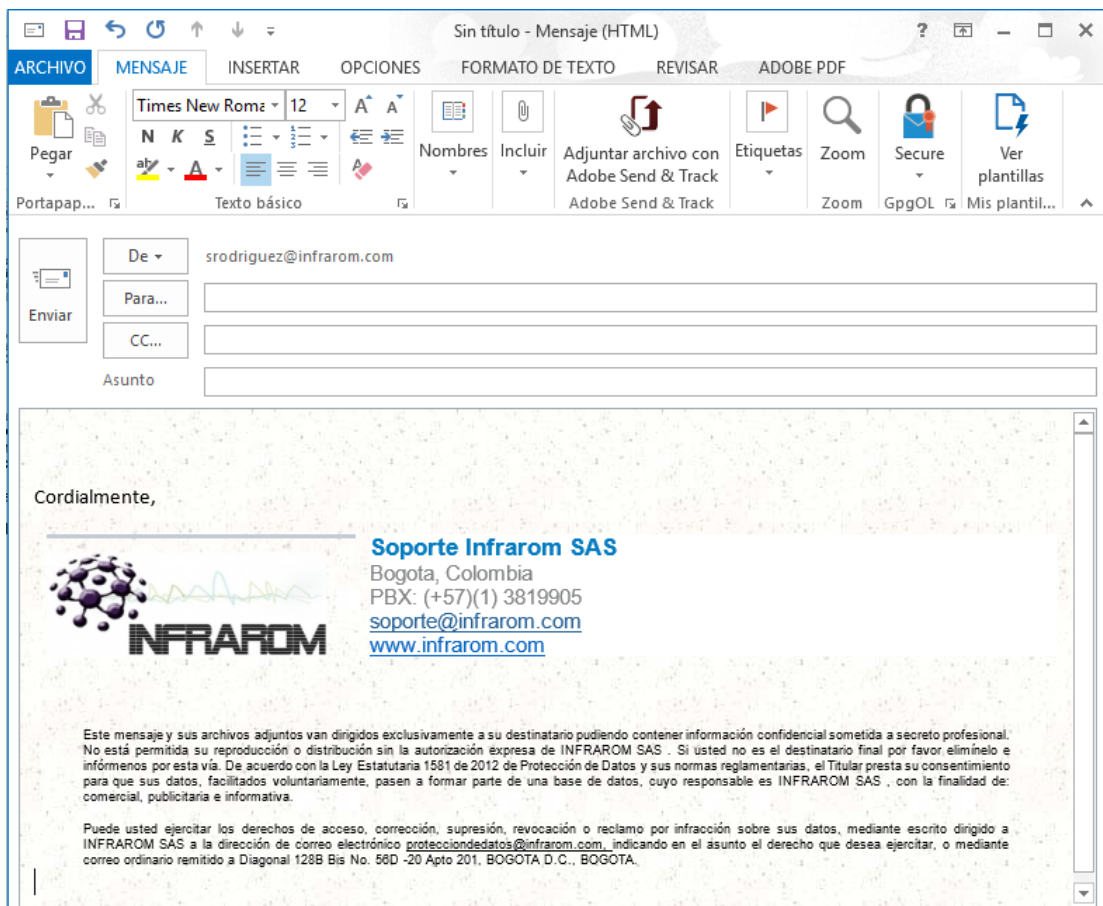 Sin título - Mensaje (HTML)
?
ARCHIVO MENSAJE INSERTAR OPCIONES FORMATO DE TEXTO REVISAR ADOBE PDF
Times New Roma 12 A A
N K S
Pegar
Nombres Incluir Adjuntar archivo con Adobe Send & Track Etiquetas Zoom Secure Ver plantillas
Portapap... Texto básico Adobe Send & Track Zoom GpgOL Mis plantil...
De srodriguez@infrarom.com
Enviar
Para...
CC...
Asunto
Cordialmente,
INFRAROM
Soporte Infrarom SAS
Bogota, Colombia
PBX: (+57)(1) 3819905
soporte@infrarom.com
www.infrarom.com
Este mensaje y sus archivos adjuntos van dirigidos exclusivamente a su destinatario pudiendo contener información confidencial sometida a secreto profesional.
No está permitida su reproducción o distribución sin la autorización expresa de INFRAROM SAS . Si usted no es el destinatario final por favor elimínelo e
infórmenos por esta vía. De acuerdo con la Ley Estatutaria 1581 de 2012 de Protección de Datos y sus normas reglamentarias, el Titular presta su consentimiento
para que sus datos, facilitados voluntariamente, pasen a formar parte de una base de datos, cuyo responsable es INFRAROM SAS , con la finalidad de:
comercial, publicitaria e informativa.
Puede usted ejercitar los derechos de acceso, corrección, supresión, revocación o reclamo por infracción sobre sus datos, mediante escrito dirigido a
INFRAROM SAS a la dirección de correo electrónico protecciondedatos@infrarom.com, indicando en el asunto el derecho que desea ejercitar, o mediante
correo ordinario remitido a Diagonal 128B Bis No. 56D -20 Apto 201, BOGOTA D.C., BOGOTA.